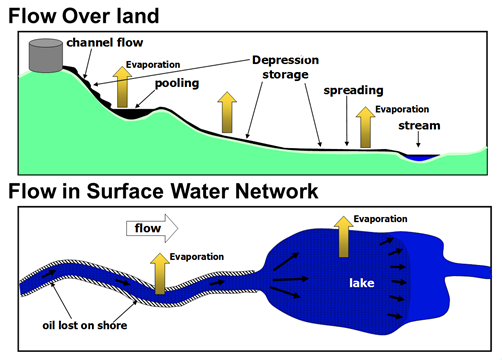 Flow Over land
channel flow
Evaporation
Depression
storage
pooling
spreading
Evaporation
stream
Flow in Surface Water Network
flow
Evaporation
Evaporation
lake
oil lost on shore